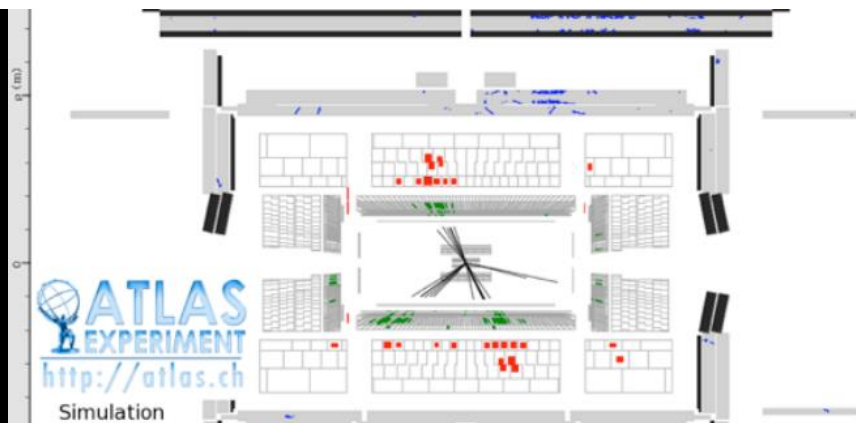 ρ (m)
0
ATLAS
EXPERIMENT
http://atlas.ch
Simulation